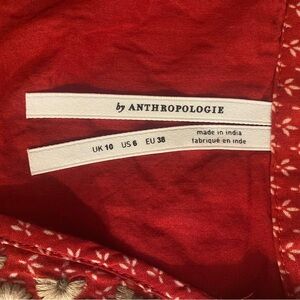 by ANTHROPOLOGIE
UK 10 US 6 EU 38
made in india
fabriqué en inde